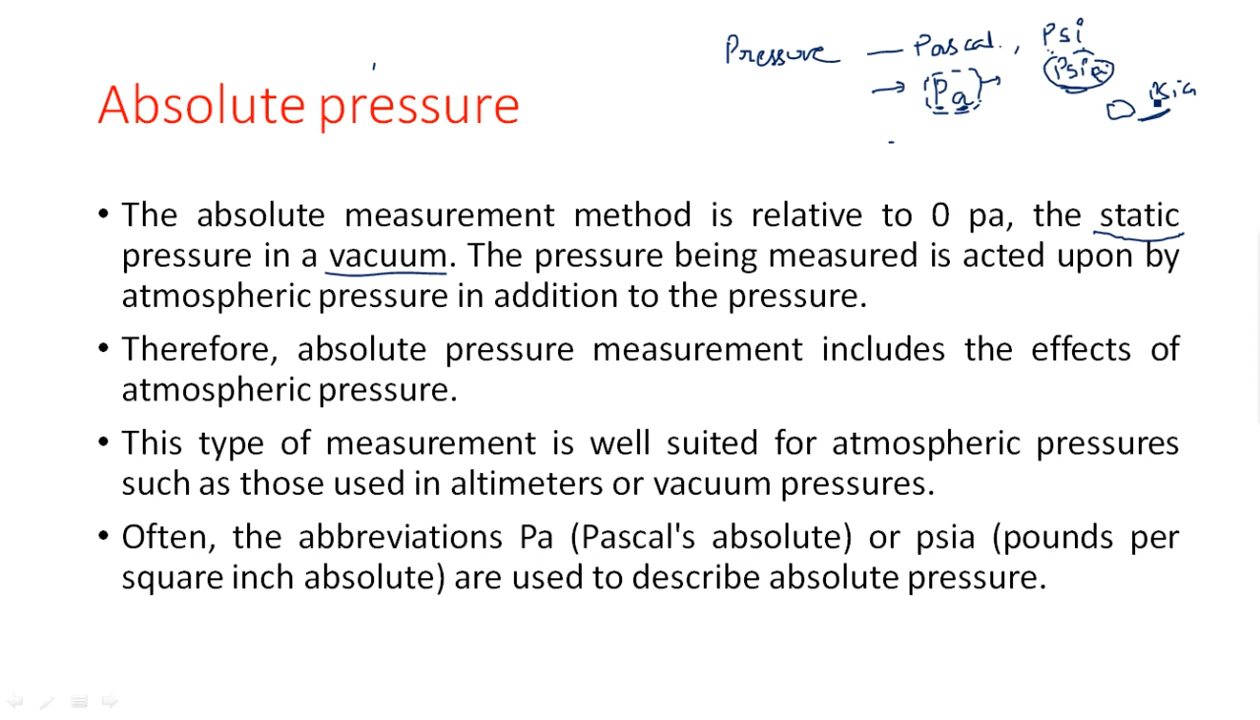 Pressure — Pascal, Psi
→ Pa → Psia
Absolute pressure
• The absolute measurement method is relative to 0 pa, the static
pressure in a vacuum. The pressure being measured is acted upon by
atmospheric pressure in addition to the pressure.
• Therefore, absolute pressure measurement includes the effects of
atmospheric pressure.
• This type of measurement is well suited for atmospheric pressures
such as those used in altimeters or vacuum pressures.
• Often, the abbreviations Pa (Pascal's absolute) or psia (pounds per
square inch absolute) are used to describe absolute pressure.